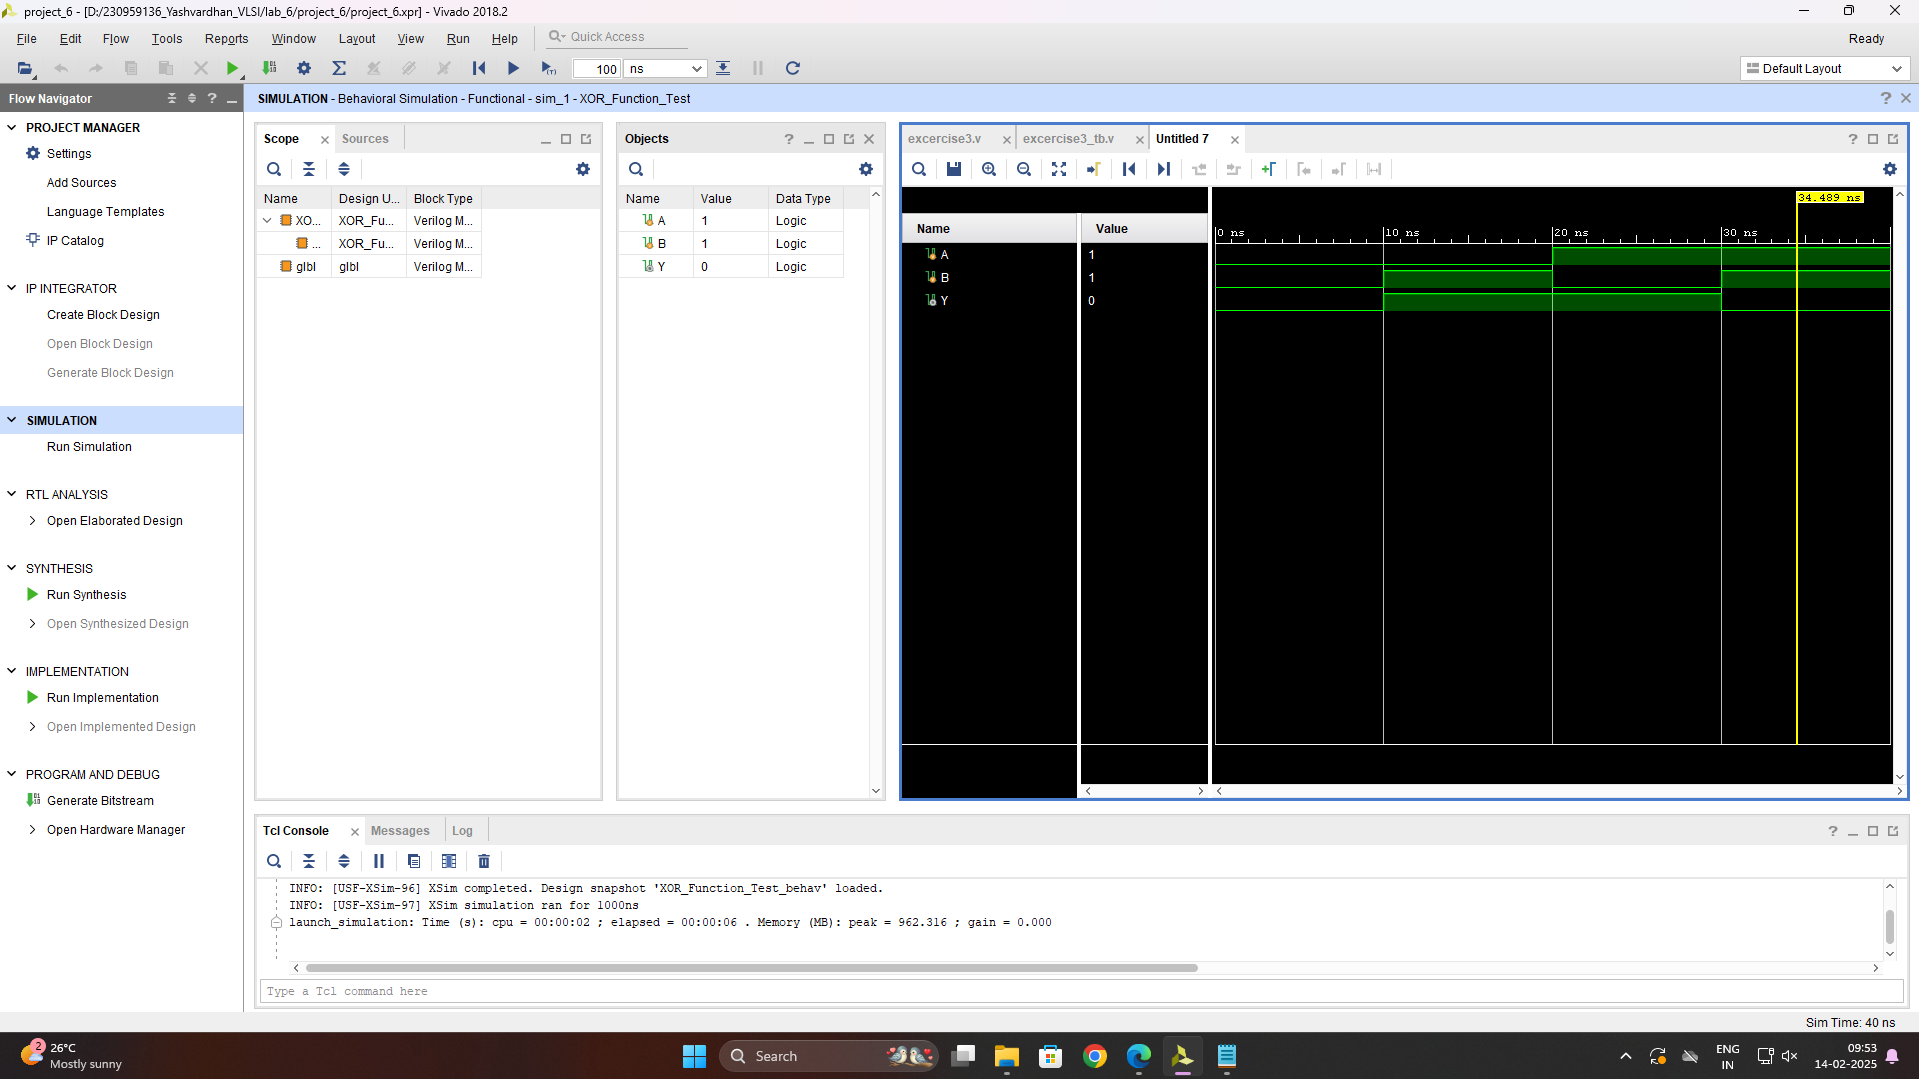 project_6 - [D:/230959136_Yashvardhan_VLSI/lab_6/project_6/project_6.xpr] - Vivado 2018.2
File Edit Flow Tools Reports Window Layout View Run Help Quick Access
Ready
100 ns
Default Layout
Flow Navigator
PROJECT MANAGER
Settings
Add Sources
Language Templates
IP Catalog
IP INTEGRATOR
Create Block Design
Open Block Design
Generate Block Design
SIMULATION
Run Simulation
RTL ANALYSIS
Open Elaborated Design
SYNTHESIS
Run Synthesis
Open Synthesized Design
IMPLEMENTATION
Run Implementation
Open Implemented Design
PROGRAM AND DEBUG
Generate Bitstream
Open Hardware Manager
SIMULATION - Behavioral Simulation - Functional - sim_1 - XOR_Function_Test
Scope Sources
Name Design U... Block Type
XO... XOR_Fu... Verilog M...
... XOR_Fu... Verilog M...
glbl glbl Verilog M...
Objects
Name Value Data Type
A 1 Logic
B 1 Logic
Y 0 Logic
excercise3.v excercise3_tb.v Untitled 7
34.489 ns
Name Value
0 ns 10 ns 20 ns 30 ns
A 1
B 1
Y 0
Tcl Console Messages Log
INFO: [USF-XSim-96] XSim completed. Design snapshot 'XOR_Function_Test_behav' loaded.
INFO: [USF-XSim-97] XSim simulation ran for 1000ns
launch_simulation: Time (s): cpu = 00:00:02 ; elapsed = 00:00:06 . Memory (MB): peak = 962.316 ; gain = 0.000
Type a Tcl command here
Sim Time: 40 ns
2
26°C
Mostly sunny
Search
ENG
IN
09:53
14-02-2025